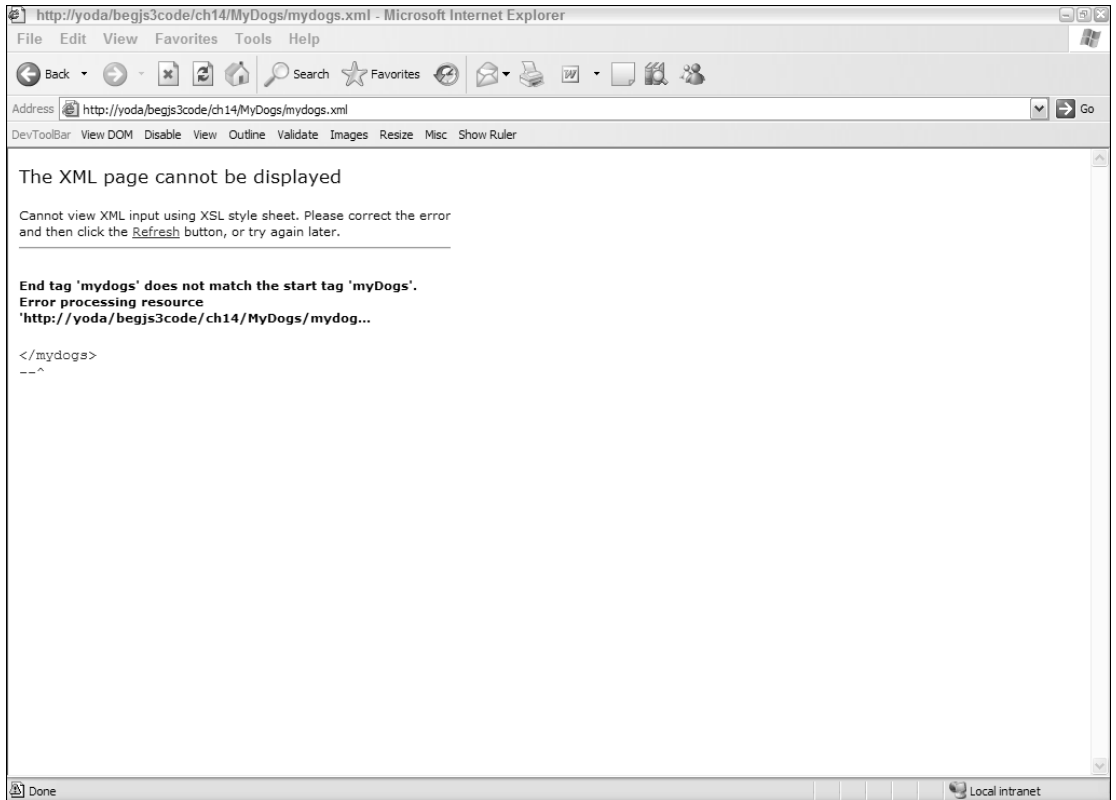 http://yoda/begjs3code/ch14/MyDogs/mydogs.xml - Microsoft Internet Explorer
File Edit View Favorites Tools Help
Back Search Favorites W
Address http://yoda/begjs3code/ch14/MyDogs/mydogs.xml Go
DevToolBar View DOM Disable View Outline Validate Images Resize Misc Show Ruler
The XML page cannot be displayed
Cannot view XML input using XSL style sheet. Please correct the error
and then click the Refresh button, or try again later.
End tag 'mydogs' does not match the start tag 'myDogs'.
Error processing resource
'http://yoda/begjs3code/ch14/MyDogs/mydog...
</mydogs>
--^
Done Local intranet